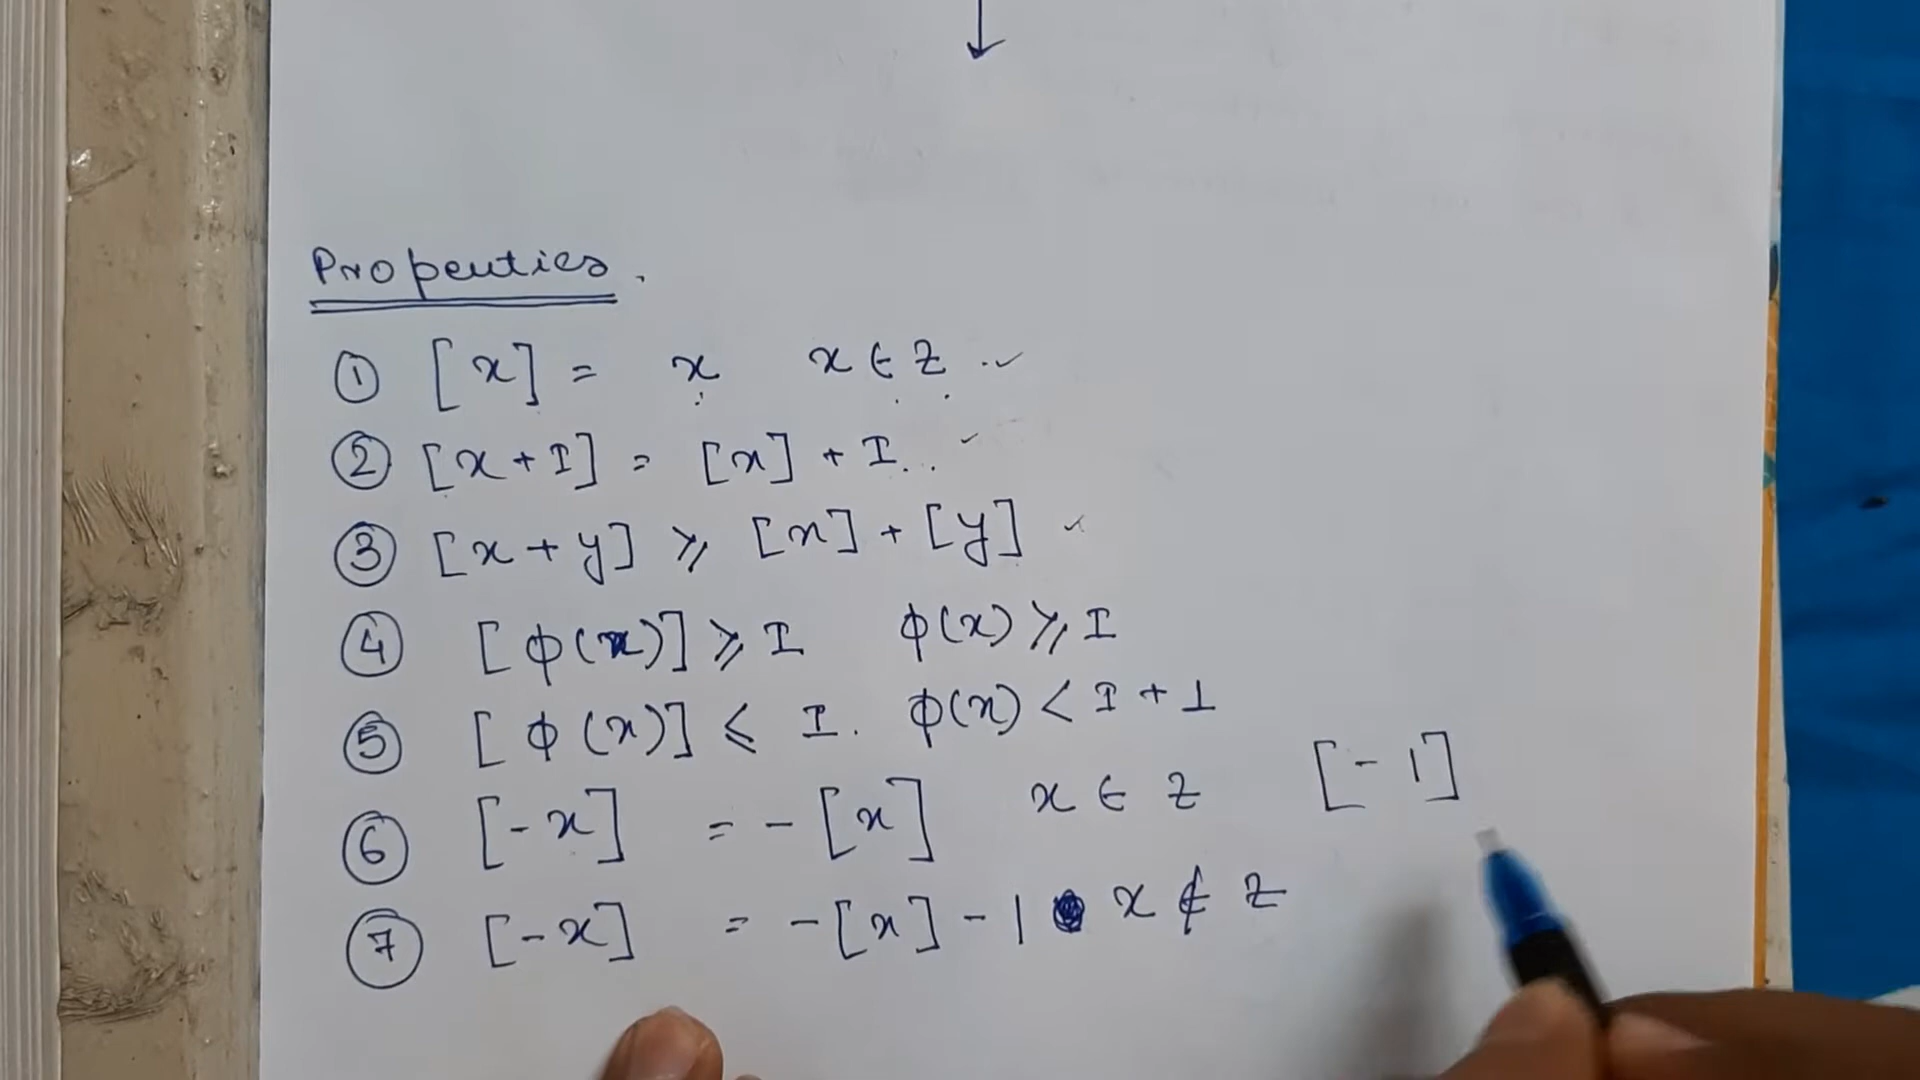 Properties.
① [x] = x x ∈ Z
② [x + I] = [x] + I
③ [x + y] ⩾ [x] + [y]
④ [ϕ(x)] ⩾ I ϕ(x) ⩾ I
⑤ [ϕ(x)] ⩽ I. ϕ(x) < I + 1
⑥ [-x] = -[x] x ∈ Z [-1]
⑦ [-x] = -[x] - 1 x ∉ Z